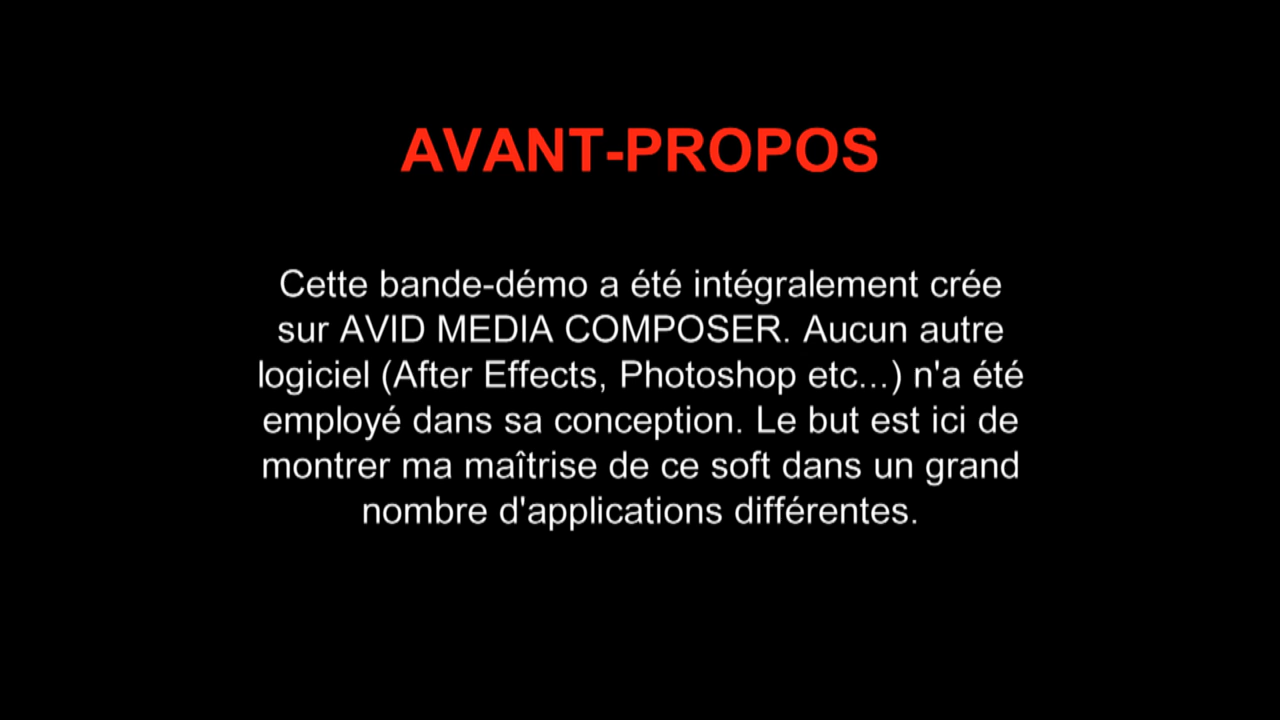 AVANT-PROPOS
Cette bande-démo a été intégralement crée
sur AVID MEDIA COMPOSER. Aucun autre
logiciel (After Effects, Photoshop etc...) n'a été
employé dans sa conception. Le but est ici de
montrer ma maîtrise de ce soft dans un grand
nombre d'applications différentes.